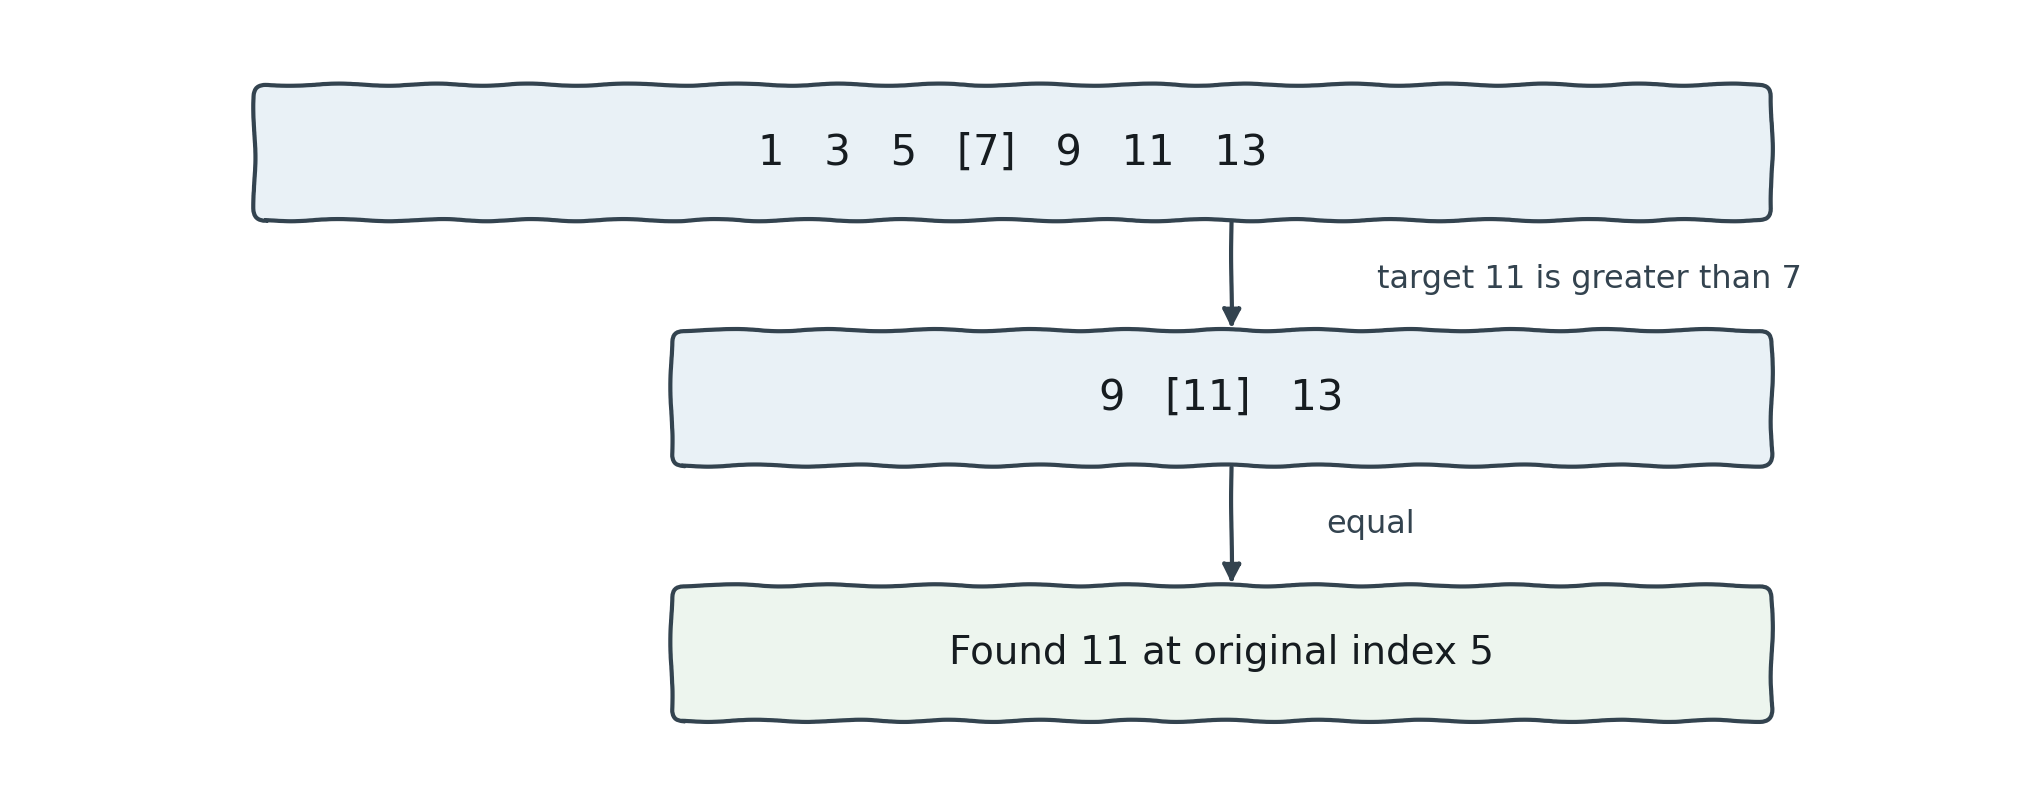 1 3 5 [7] 9 11 13
target 11 is greater than 7
9 [11] 13
equal
Found 11 at original index 5